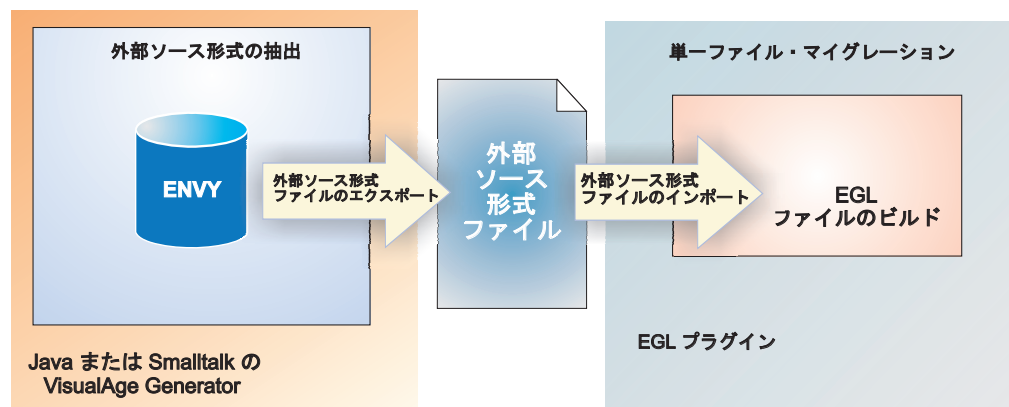 外部ソース形式の抽出
ENVY
外部ソース形式
ファイルのエクスポート
Java または Smalltalk の
VisualAge Generator
外部
ソース
形式
ファイル
単一ファイル・マイグレーション
外部ソース形式
ファイルのインポート
EGL
ファイルのビルド
EGL プラグイン